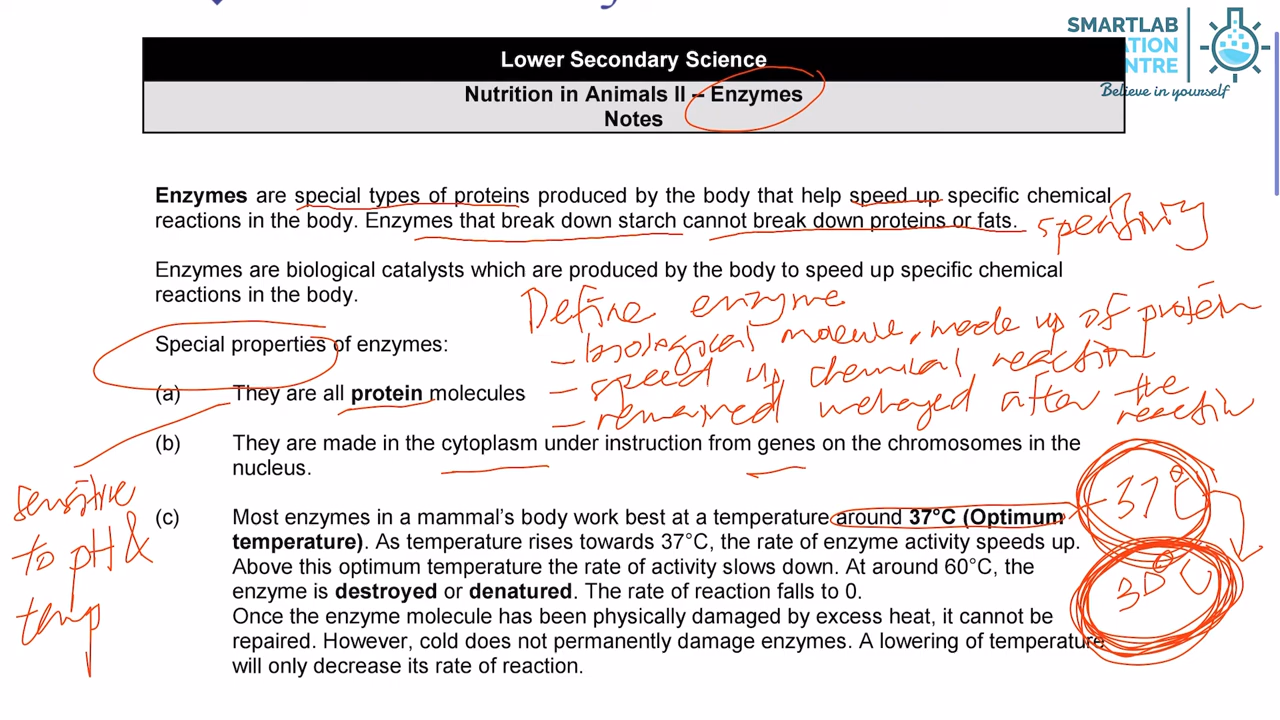 SMARTLAB
ATION
NTRE
Believe in yourself
Lower Secondary Science
Nutrition in Animals II – Enzymes
Notes
Enzymes are special types of proteins produced by the body that help speed up specific chemical
reactions in the body. Enzymes that break down starch cannot break down proteins or fats.
Enzymes are biological catalysts which are produced by the body to speed up specific chemical
reactions in the body.
Define enzyme
- biological molecule, made up of protein
- speed up chemical reaction
- remained unchanged after the
reaction
Special properties of enzymes:
(a) They are all protein molecules
(b) They are made in the cytoplasm under instruction from genes on the chromosomes in the
nucleus.
sensitive
to pH &
temp
(c) Most enzymes in a mammal's body work best at a temperature around 37°C (Optimum
temperature). As temperature rises towards 37°C, the rate of enzyme activity speeds up.
Above this optimum temperature the rate of activity slows down. At around 60°C, the
enzyme is destroyed or denatured. The rate of reaction falls to 0.
Once the enzyme molecule has been physically damaged by excess heat, it cannot be
repaired. However, cold does not permanently damage enzymes. A lowering of temperature
will only decrease its rate of reaction.
37°C
30°C